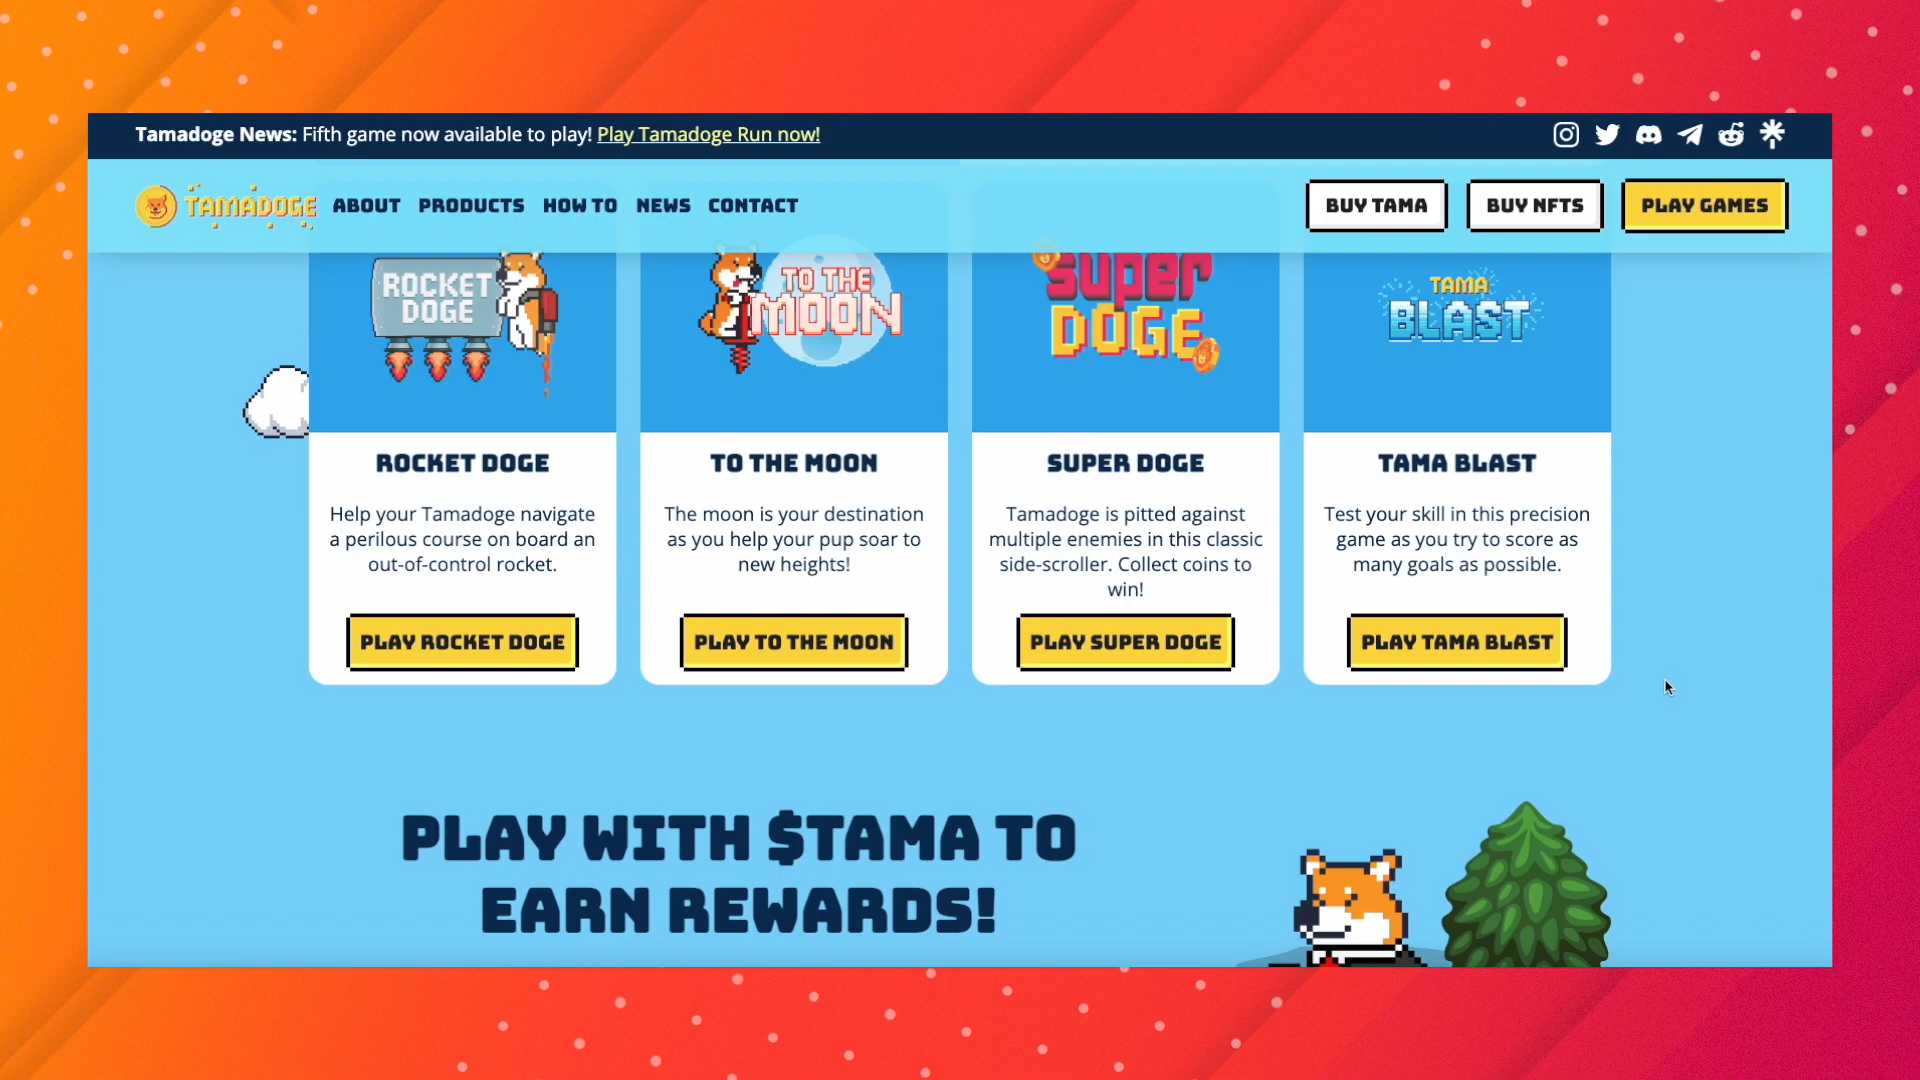 Tamadoge News: Fifth game now available to play! Play Tamadoge Run now!
TAMADOGE ABOUT PRODUCTS HOW TO NEWS CONTACT BUY TAMA BUY NFTS PLAY GAMES
ROCKET
DOGE
TO THE
MOON
SUPER
DOGE
TAMA
BLAST
ROCKET DOGE
Help your Tamadoge navigate
a perilous course on board an
out-of-control rocket.
PLAY ROCKET DOGE
TO THE MOON
The moon is your destination
as you help your pup soar to
new heights!
PLAY TO THE MOON
SUPER DOGE
Tamadoge is pitted against
multiple enemies in this classic
side-scroller. Collect coins to
win!
PLAY SUPER DOGE
TAMA BLAST
Test your skill in this precision
game as you try to score as
many goals as possible.
PLAY TAMA BLAST
PLAY WITH $TAMA TO
EARN REWARDS!